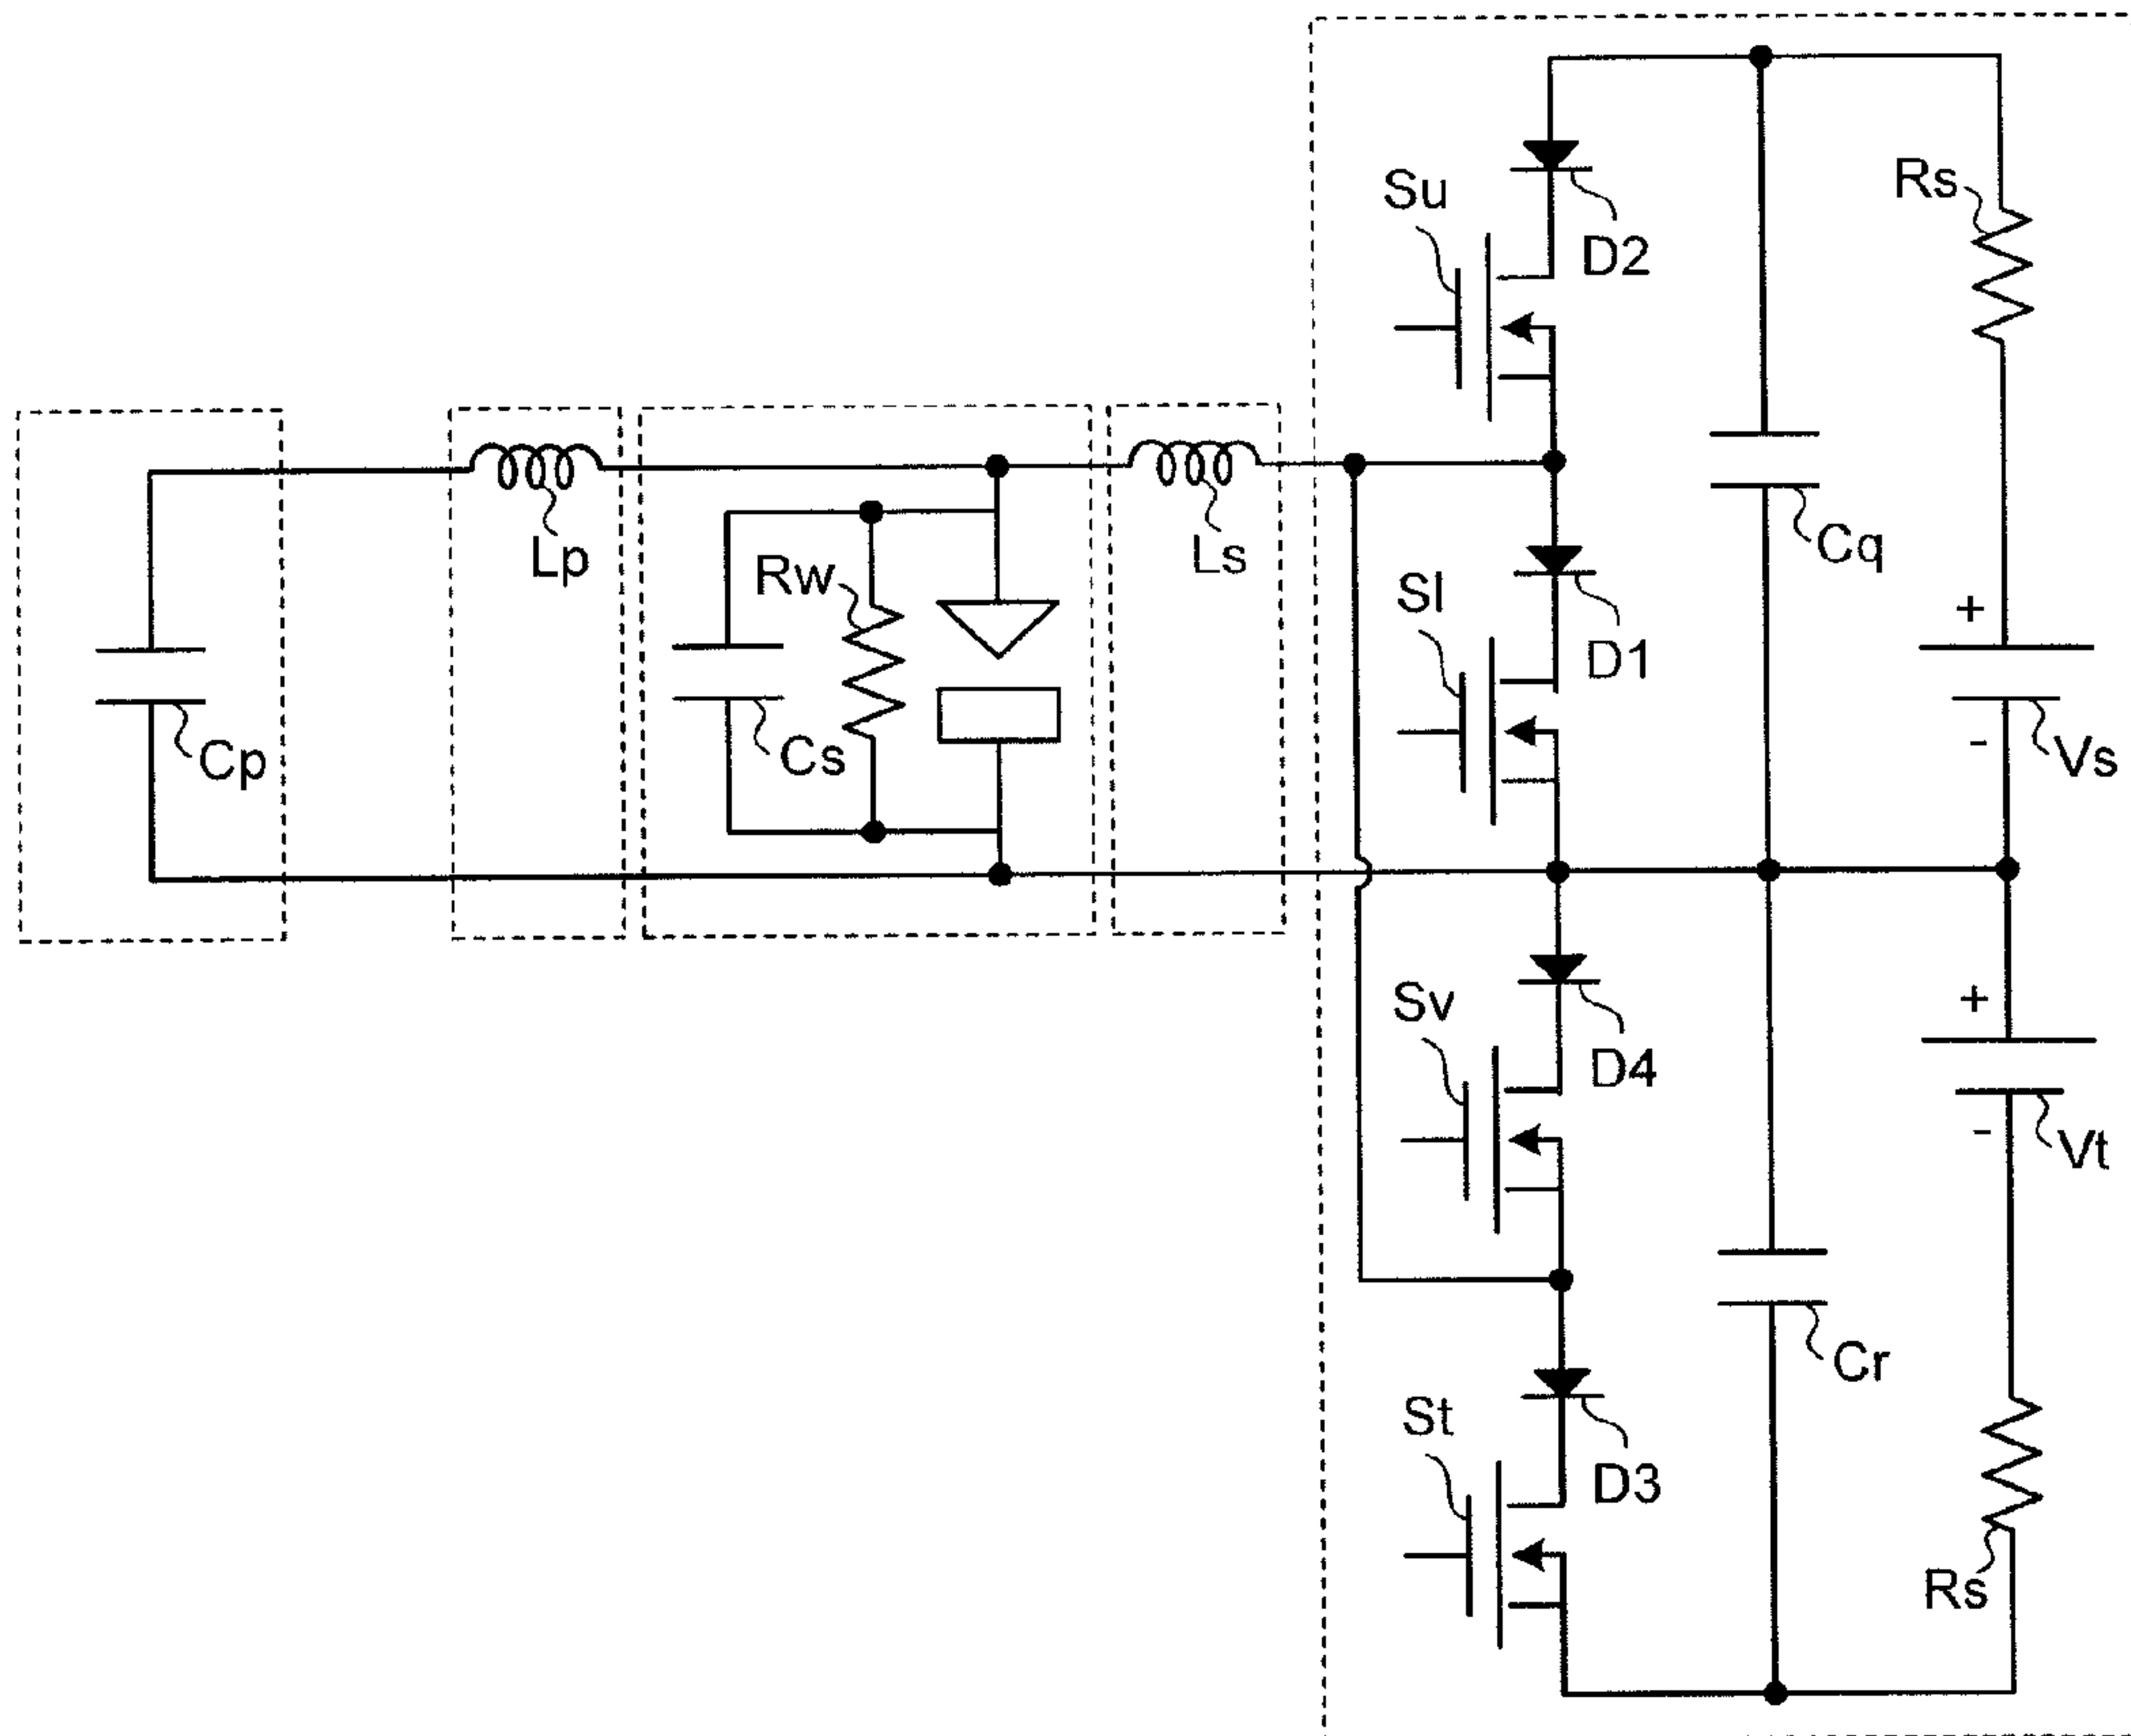 Su
D2
Rs
Lp
Rw
Cs
Cp
Ls
Sl
D1
Cq
+
-
Vs
Sv
D4
+
-
Vt
Cr
St
D3
Rs